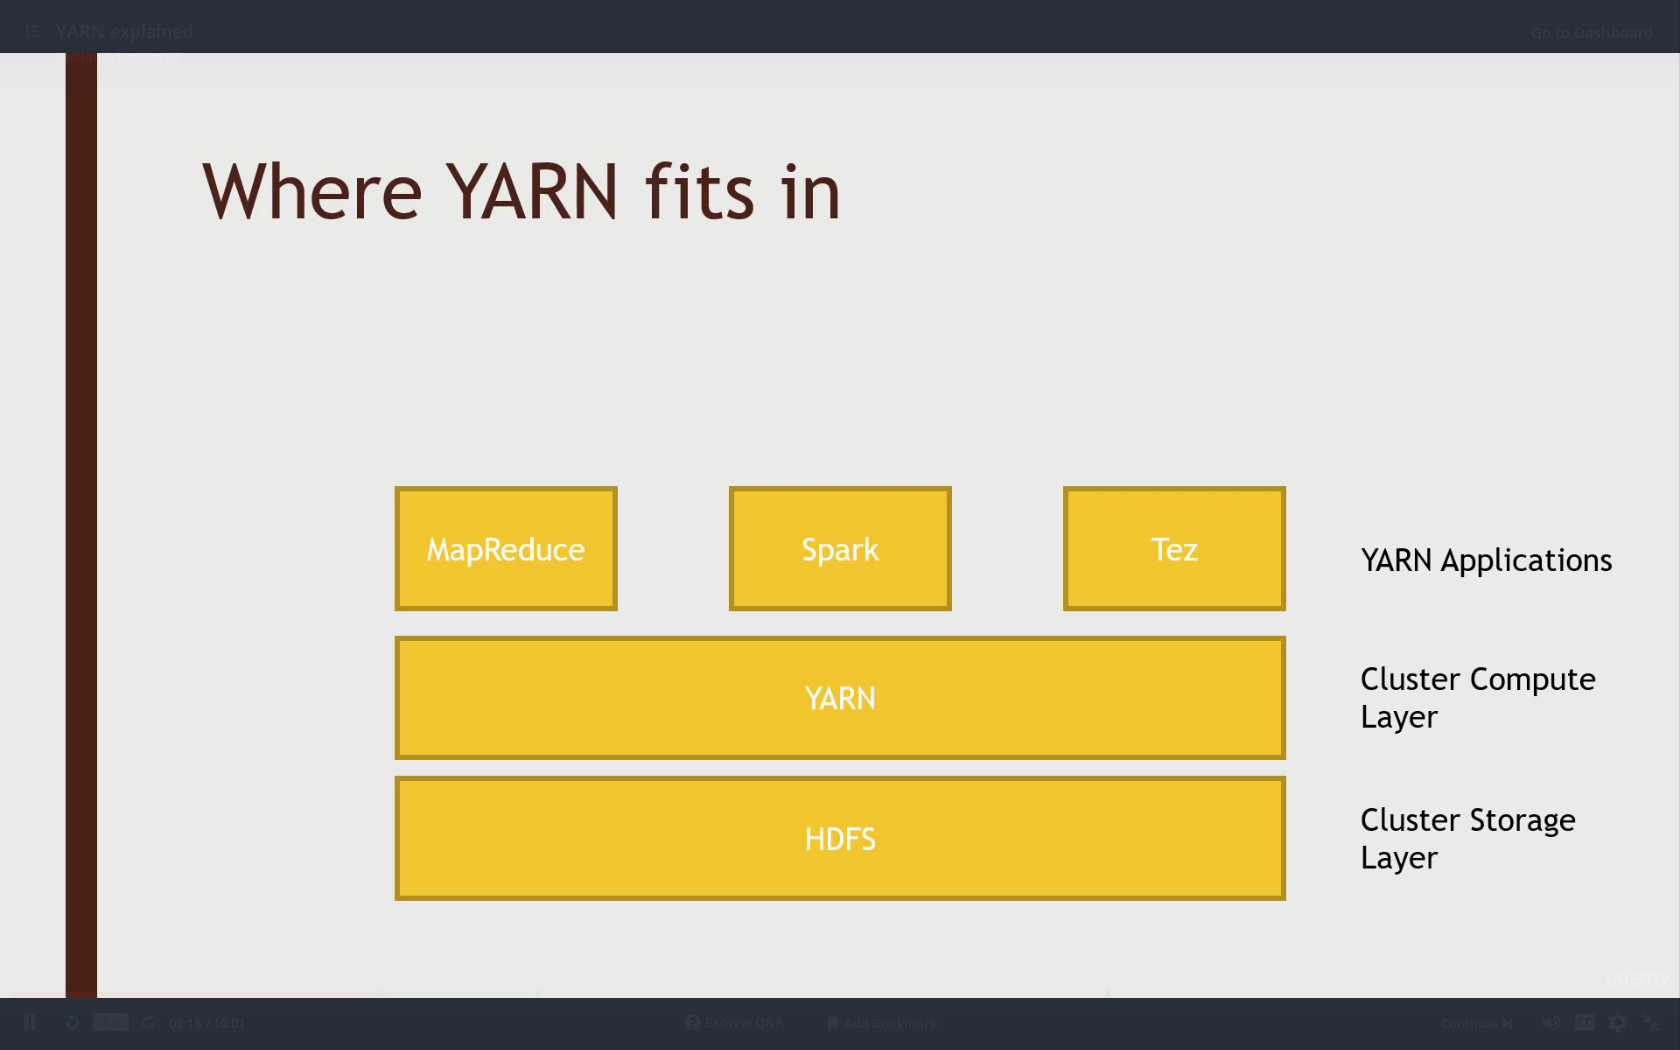 YARN explained
Go to Dashboard
Where YARN fits in
MapReduce
Spark
Tez
YARN Applications
YARN
Cluster Compute
Layer
HDFS
Cluster Storage
Layer
udemy
02:18 / 10:01
Browse Q&A
Add Bookmark
Continue
CC